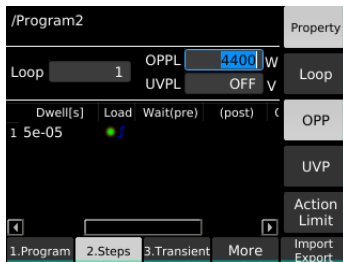 /Program2
Property
Loop 1 OPPL 4400 W
UVPL OFF V
Loop
Dwell[s] Load Wait(pre) (post)
OPP
1 5e-05
UVP
Action
Limit
1.Program 2.Steps 3.Transient More
Import
Export